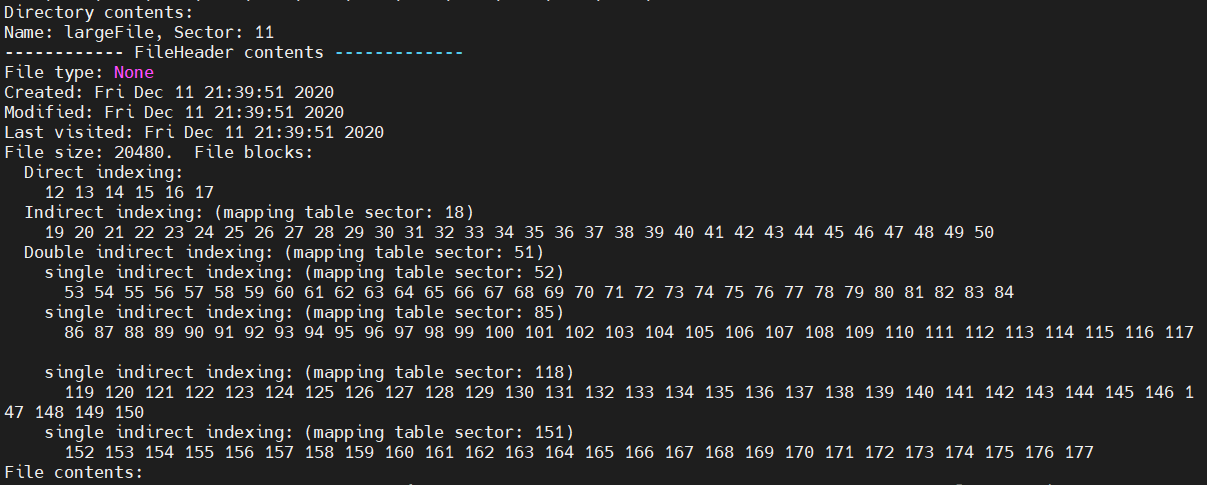 Directory contents:
Name: largeFile, Sector: 11
------------ FileHeader contents -------------
File type: None
Created: Fri Dec 11 21:39:51 2020
Modified: Fri Dec 11 21:39:51 2020
Last visited: Fri Dec 11 21:39:51 2020
File size: 20480.  File blocks:
  Direct indexing:
    12 13 14 15 16 17
  Indirect indexing: (mapping table sector: 18)
    19 20 21 22 23 24 25 26 27 28 29 30 31 32 33 34 35 36 37 38 39 40 41 42 43 44 45 46 47 48 49 50
  Double indirect indexing: (mapping table sector: 51)
    single indirect indexing: (mapping table sector: 52)
      53 54 55 56 57 58 59 60 61 62 63 64 65 66 67 68 69 70 71 72 73 74 75 76 77 78 79 80 81 82 83 84
    single indirect indexing: (mapping table sector: 85)
      86 87 88 89 90 91 92 93 94 95 96 97 98 99 100 101 102 103 104 105 106 107 108 109 110 111 112 113 114 115 116 117
    single indirect indexing: (mapping table sector: 118)
      119 120 121 122 123 124 125 126 127 128 129 130 131 132 133 134 135 136 137 138 139 140 141 142 143 144 145 146 1
47 148 149 150
    single indirect indexing: (mapping table sector: 151)
      152 153 154 155 156 157 158 159 160 161 162 163 164 165 166 167 168 169 170 171 172 173 174 175 176 177
File contents: